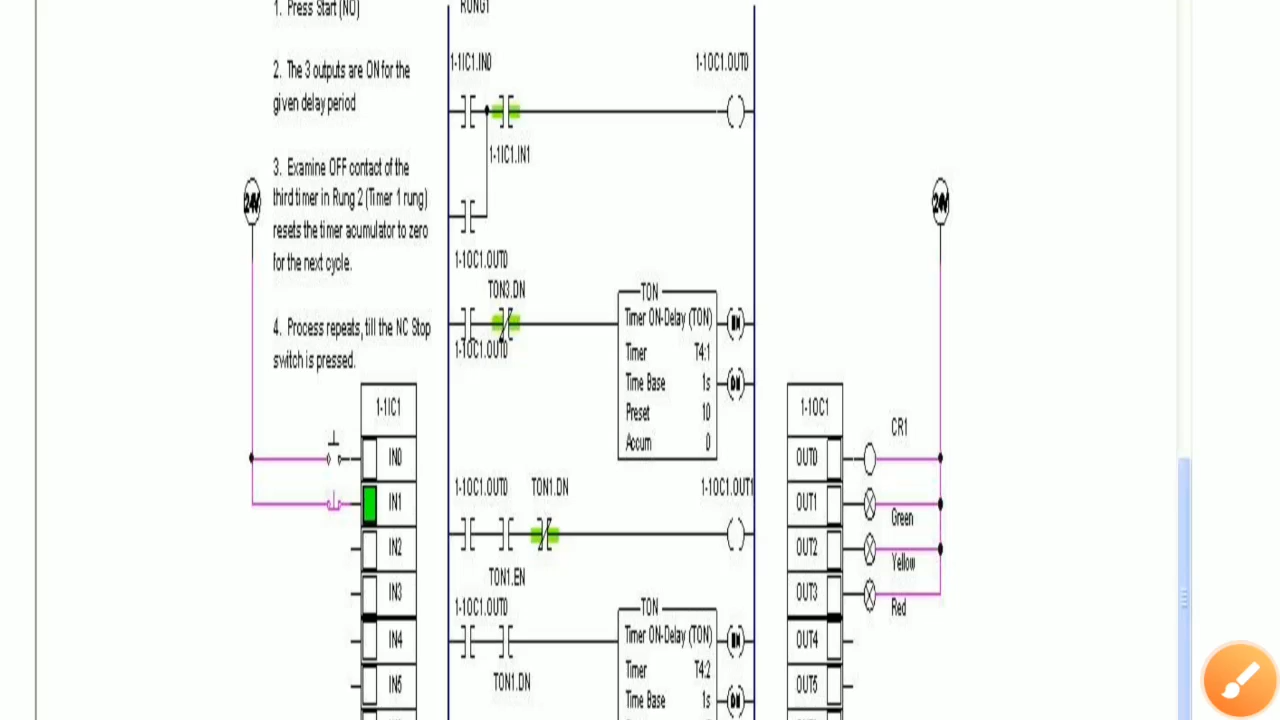 1. Press Start (NO)
RUNG1
2. The 3 outputs are ON for the
given delay period
3. Examine OFF contact of the
third timer in Rung 2 (Timer 1 rung)
resets the timer acumulator to zero
for the next cycle.
4. Process repeats, till the NC Stop
switch is pressed.
24V
1-1IC1
IN0
IN1
IN2
IN3
IN4
IN5
1-1IC1.IN0
1-1OC1.OUT0
1-1IC1.IN1
1-1OC1.OUT0
TON3.DN
1-1OC1.OUT0
TON
Timer ON-Delay (TON)
Timer T4:1
Time Base 1s
Preset 10
Accum 0
EN
DN
1-1OC1.OUT0
TON1.DN
1-1OC1.OUT1
TON1.EN
1-1OC1.OUT0
TON1.DN
TON
Timer ON-Delay (TON)
Timer T4:2
Time Base 1s
EN
DN
24V
1-1OC1
OUT0
OUT1
OUT2
OUT3
OUT4
OUT5
CR1
Green
Yellow
Red